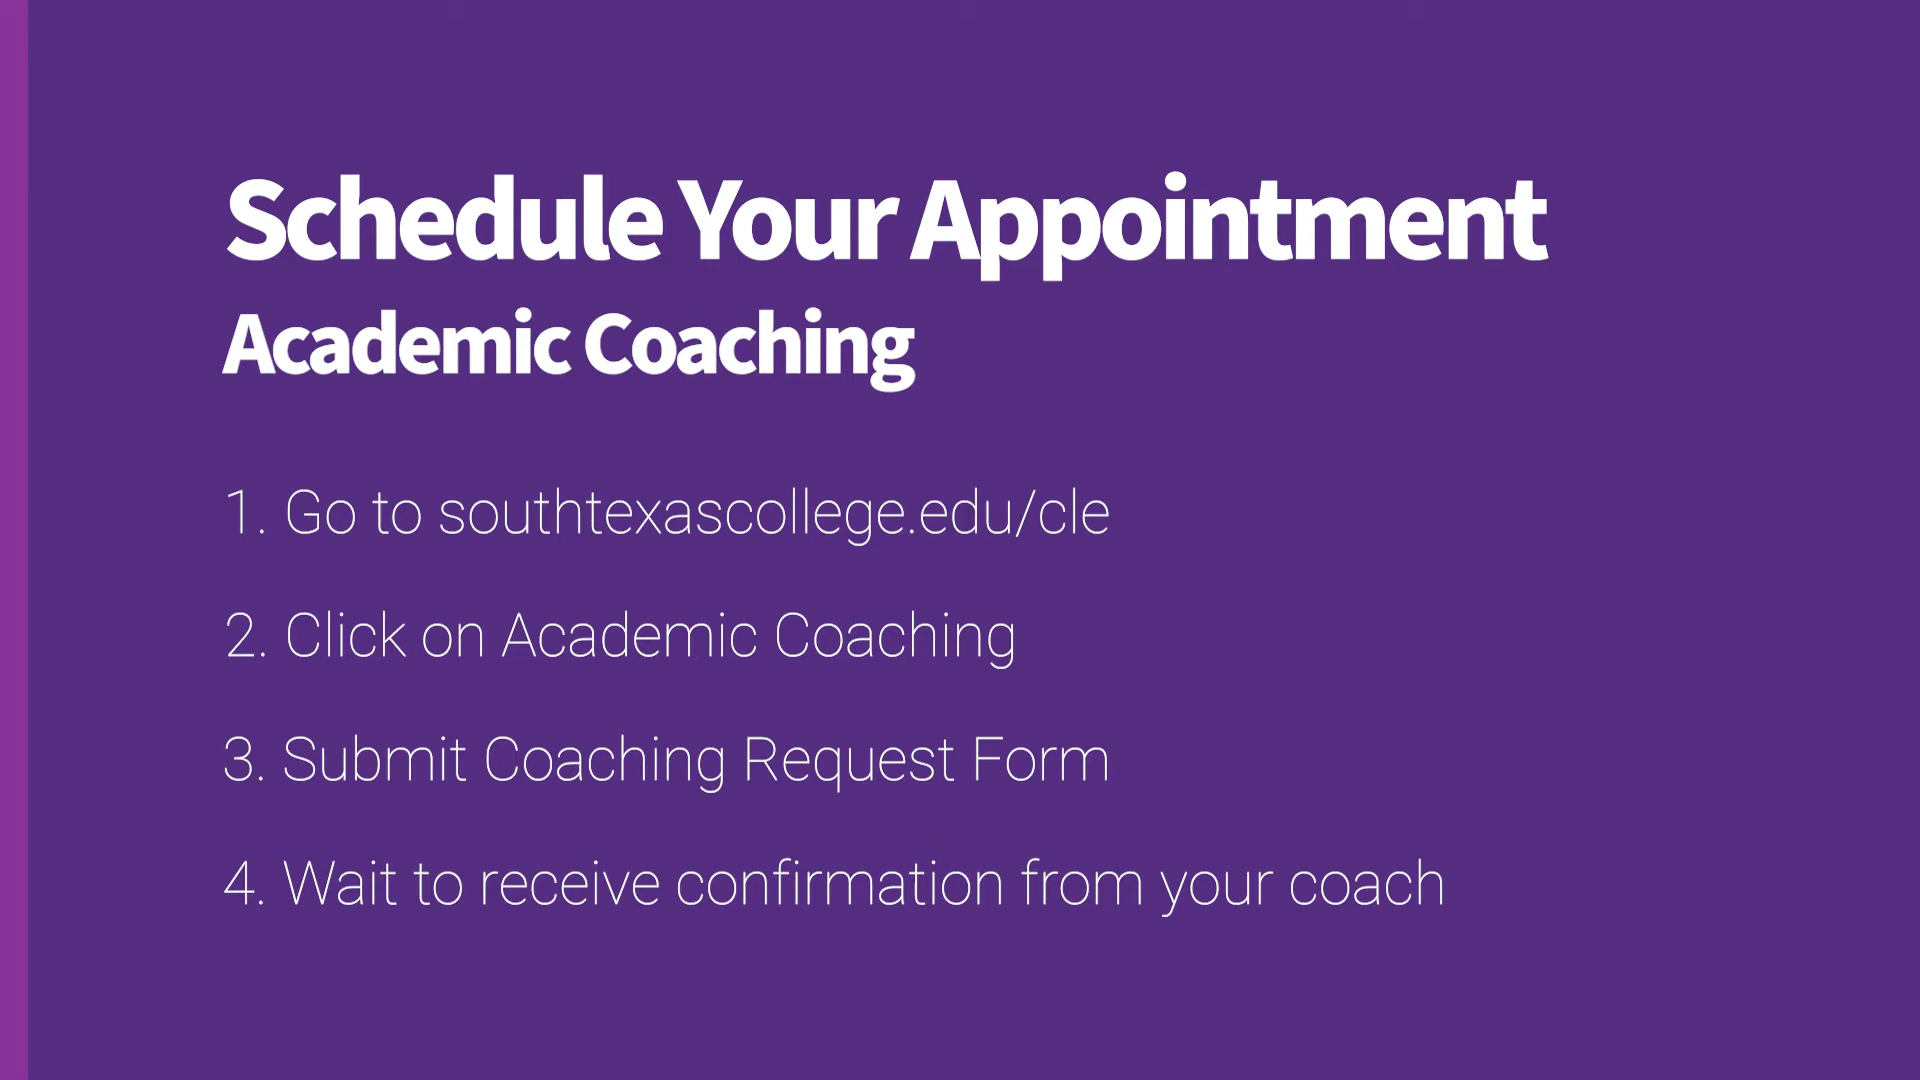 Schedule Your Appointment
Academic Coaching
1. Go to southtexascollege.edu/cle
2. Click on Academic Coaching
3. Submit Coaching Request Form
4. Wait to receive confirmation from your coach